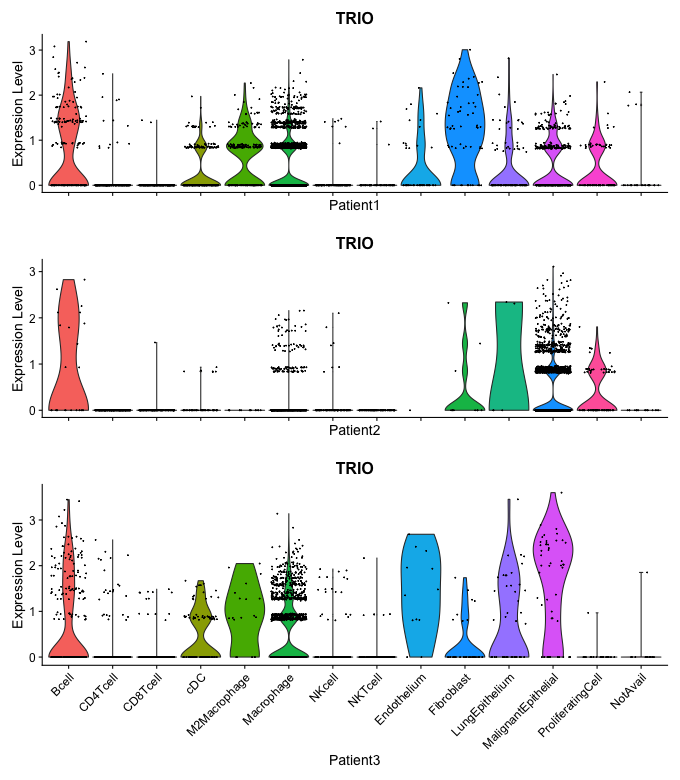 TRIO
Expression Level
3
2
1
0
Patient1
TRIO
Expression Level
3
2
1
0
Patient2
TRIO
Expression Level
3
2
1
0
Bcell
CD4Tcell
CD8Tcell
cDC
M2Macrophage
Macrophage
NKcell
NKTcell
Endothelium
Fibroblast
LungEpithelium
MalignantEpithelial
ProliferatingCell
NotAvail
Patient3